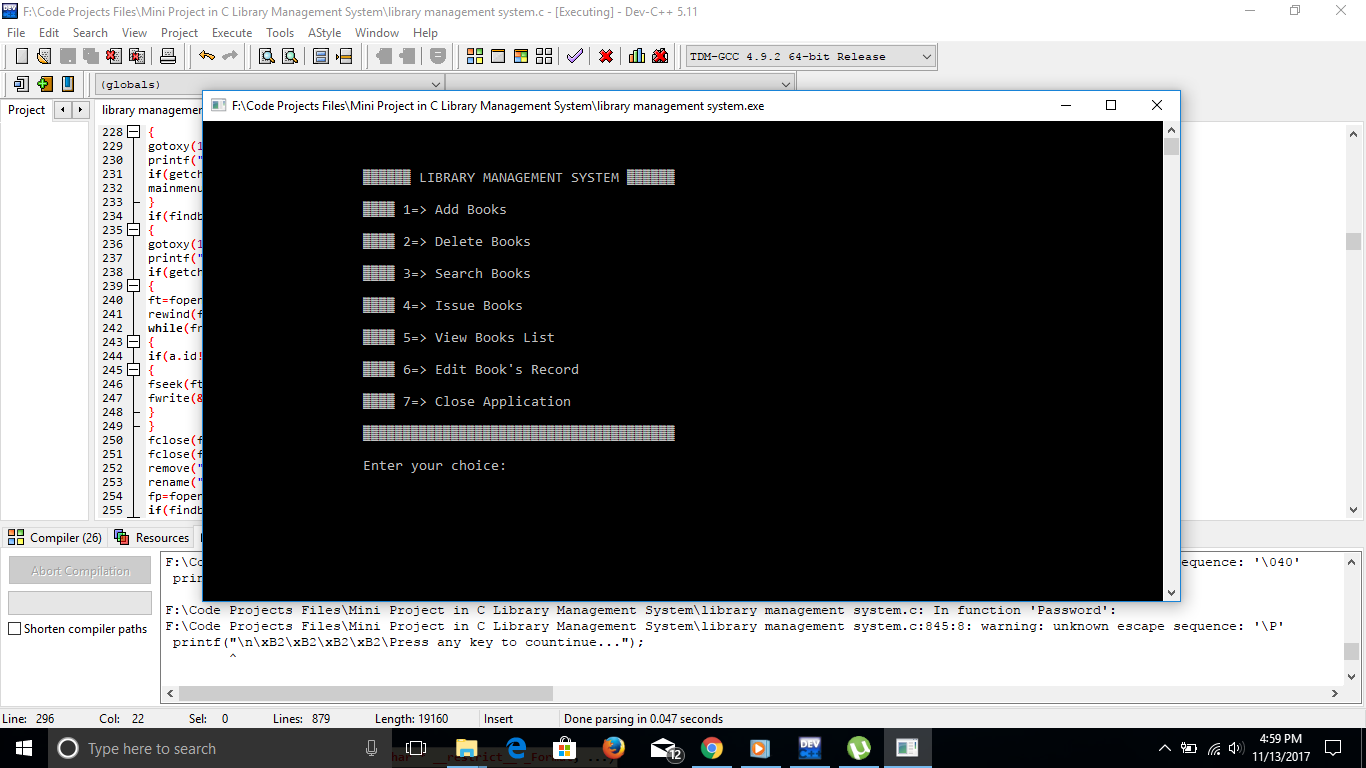 F:\Code Projects Files\Mini Project in C Library Management System\library management system.c - [Executing] - Dev-C++ 5.11
File Edit Search View Project Execute Tools AStyle Window Help
TDM-GCC 4.9.2 64-bit Release
(globals)
Project
library managemen
F:\Code Projects Files\Mini Project in C Library Management System\library management system.exe
LIBRARY MANAGEMENT SYSTEM
1=> Add Books
2=> Delete Books
3=> Search Books
4=> Issue Books
5=> View Books List
6=> Edit Book's Record
7=> Close Application
Enter your choice:
228 {
229 gotoxy(1
230 printf("
231 if(getch
232 mainmenu
233 }
234 if(findb
235 {
236 gotoxy(1
237 printf("
238 if(getch
239 {
240 ft=fopen
241 rewind(f
242 while(fr
243 {
244 if(a.id!
245 {
246 fseek(ft
247 fwrite(&
248 }
249 }
250 fclose(f
251 fclose(f
252 remove("
253 rename("
254 fp=fopen
255 if(findb
Compiler (26) Resources
Abort Compilation
Shorten compiler paths
F:\Co equence: '\040'
prin
F:\Code Projects Files\Mini Project in C Library Management System\library management system.c: In function 'Password':
F:\Code Projects Files\Mini Project in C Library Management System\library management system.c:845:8: warning: unknown escape sequence: '\P'
printf("\n\xB2\xB2\xB2\xB2\Press any key to countinue...");
^
Line: 296 Col: 22 Sel: 0 Lines: 879 Length: 19160 Insert Done parsing in 0.047 seconds
Type here to search
12
DEV
4:59 PM
11/13/2017